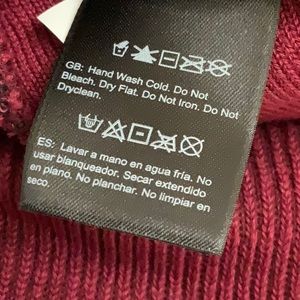 GB: Hand Wash Cold. Do Not
Bleach. Dry Flat. Do Not Iron. Do Not
Dryclean.
ES: Lavar a mano en agua fría. No
usar blanqueador. Secar extendido
en plano. No planchar. No limpiar en
seco.